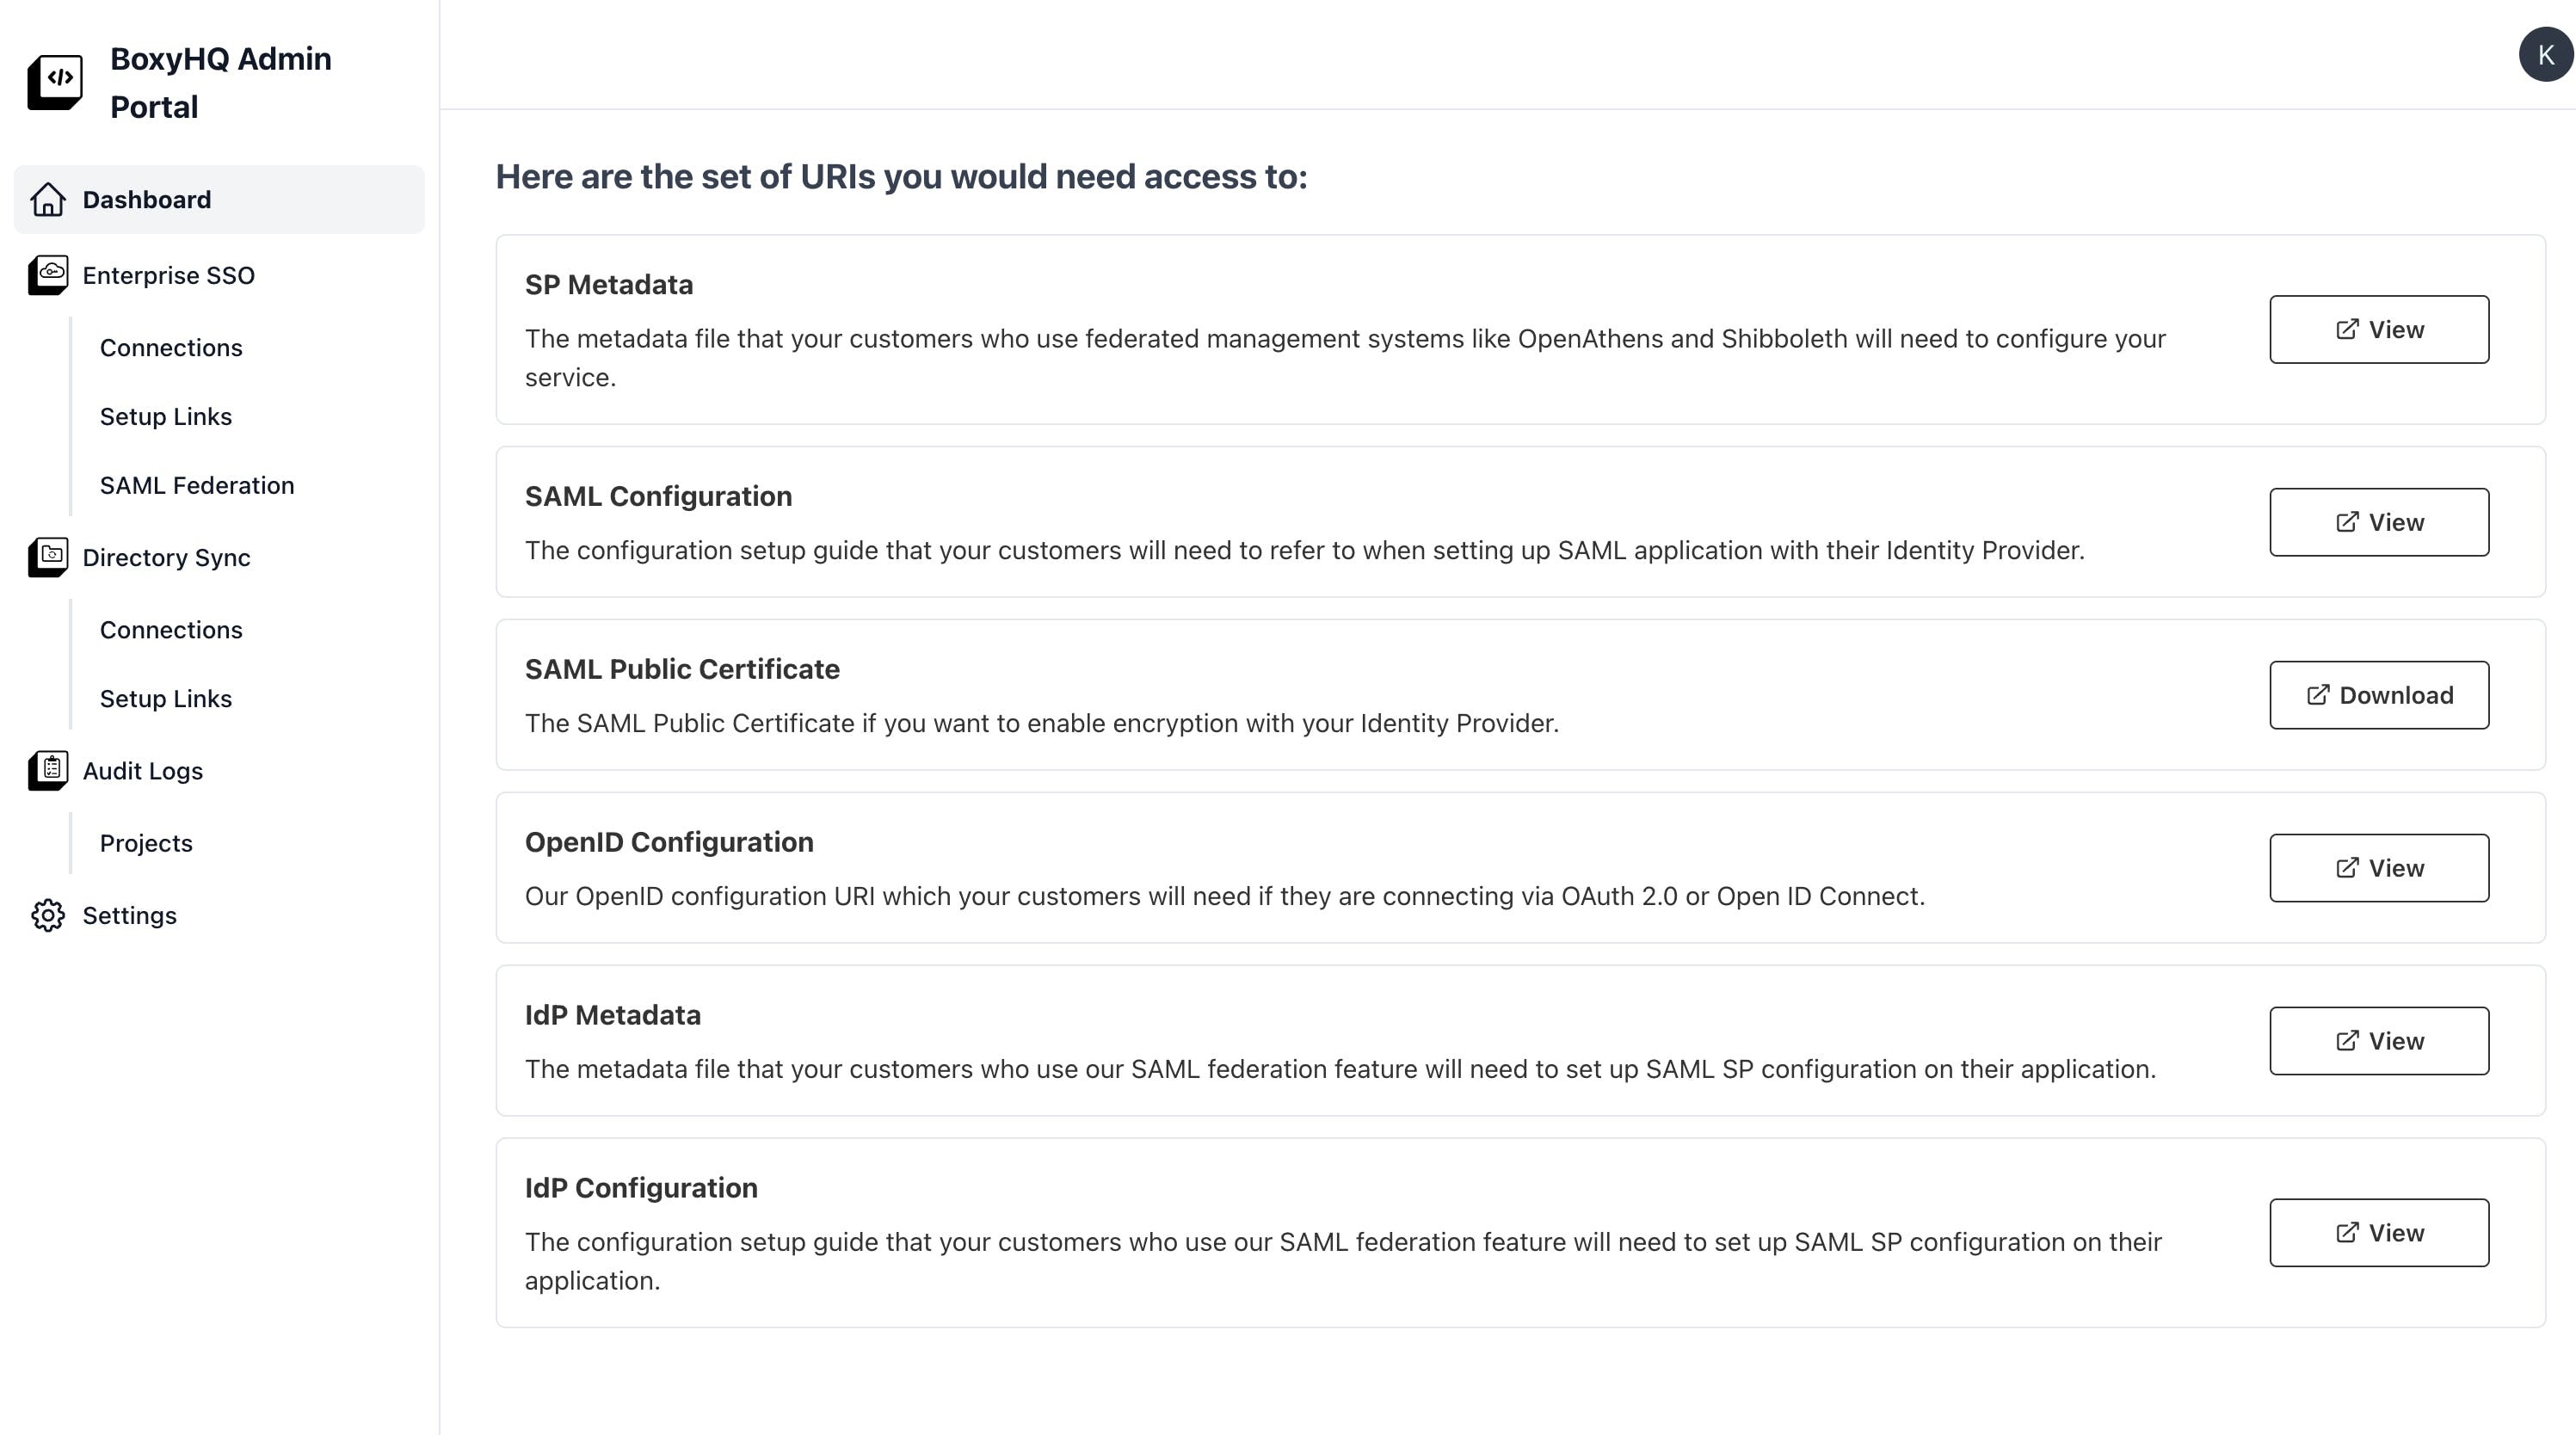 BoxyHQ Admin
Portal
Dashboard
Enterprise SSO
Connections
Setup Links
SAML Federation
Directory Sync
Connections
Setup Links
Audit Logs
Projects
Settings
K
Here are the set of URIs you would need access to:
SP Metadata
The metadata file that your customers who use federated management systems like OpenAthens and Shibboleth will need to configure your
service.
View
SAML Configuration
The configuration setup guide that your customers will need to refer to when setting up SAML application with their Identity Provider.
View
SAML Public Certificate
The SAML Public Certificate if you want to enable encryption with your Identity Provider.
Download
OpenID Configuration
Our OpenID configuration URI which your customers will need if they are connecting via OAuth 2.0 or Open ID Connect.
View
IdP Metadata
The metadata file that your customers who use our SAML federation feature will need to set up SAML SP configuration on their application.
View
IdP Configuration
The configuration setup guide that your customers who use our SAML federation feature will need to set up SAML SP configuration on their
application.
View